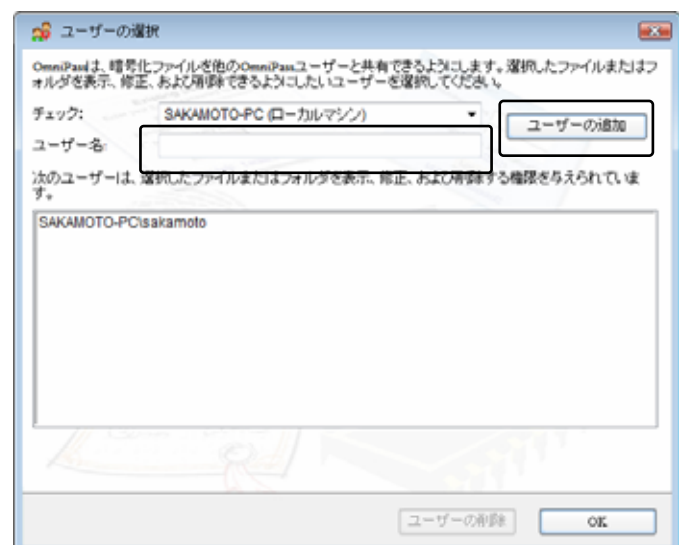 ユーザーの選択
OmniPassは、暗号化ファイルを他のOmniPassユーザーと共有できるようにします。選択したファイルまたはフ
ォルダを表示、修正、および削除できるようにしたいユーザーを選択してください。
チェック: SAKAMOTO-PC (ローカルマシン) ユーザーの追加
ユーザー名:
次のユーザーは、選択したファイルまたはフォルダを表示、修正、および削除する権限を与えられていま
す。
SAKAMOTO-PC\sakamoto
ユーザーの削除 OK